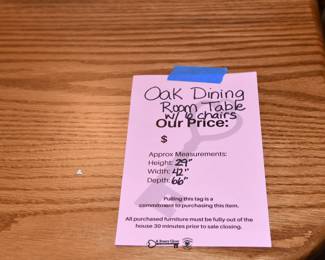 Oak Dining
Room Table
w/ 6 chairs
Our Price:
$
Approx Measurements:
Height: 29"
Width: 42"
Depth: 66"
Pulling this tag is a
commitment to purchasing this item.
All purchased furniture must be fully out of the
house 30 minutes prior to sale closing.